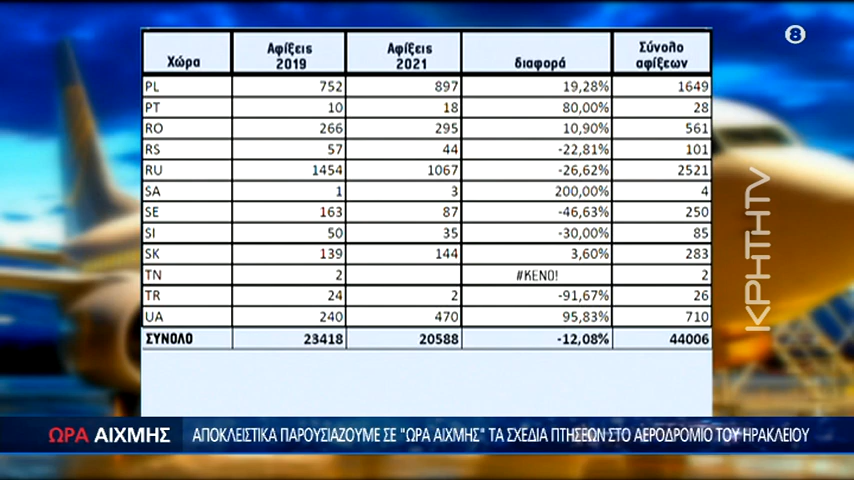 8
Χώρα Αφίξεις 2019 Αφίξεις 2021 διαφορά Σύνολο αφίξεων
PL 752 897 19,28% 1649
PT 10 18 80,00% 28
RO 266 295 10,90% 561
RS 57 44 -22,81% 101
RU 1454 1067 -26,62% 2521
SA 1 3 200,00% 4
SE 163 87 -46,63% 250
SI 50 35 -30,00% 85
SK 139 144 3,60% 283
TN 2 #ΚΕΝΟ! 2
TR 24 2 -91,67% 26
UA 240 470 95,83% 710
ΣΥΝΟΛΟ 23418 20588 -12,08% 44006
ΚΡΗΤΗTV
ΩΡΑ ΑΙΧΜΗΣ ΑΠΟΚΛΕΙΣΤΙΚΑ ΠΑΡΟΥΣΙΑΖΟΥΜΕ ΣΕ "ΩΡΑ ΑΙΧΜΗΣ" ΤΑ ΣΧΕΔΙΑ ΠΤΗΣΕΩΝ ΣΤΟ ΑΕΡΟΔΡΟΜΙΟ ΤΟΥ ΗΡΑΚΛΕΙΟΥ